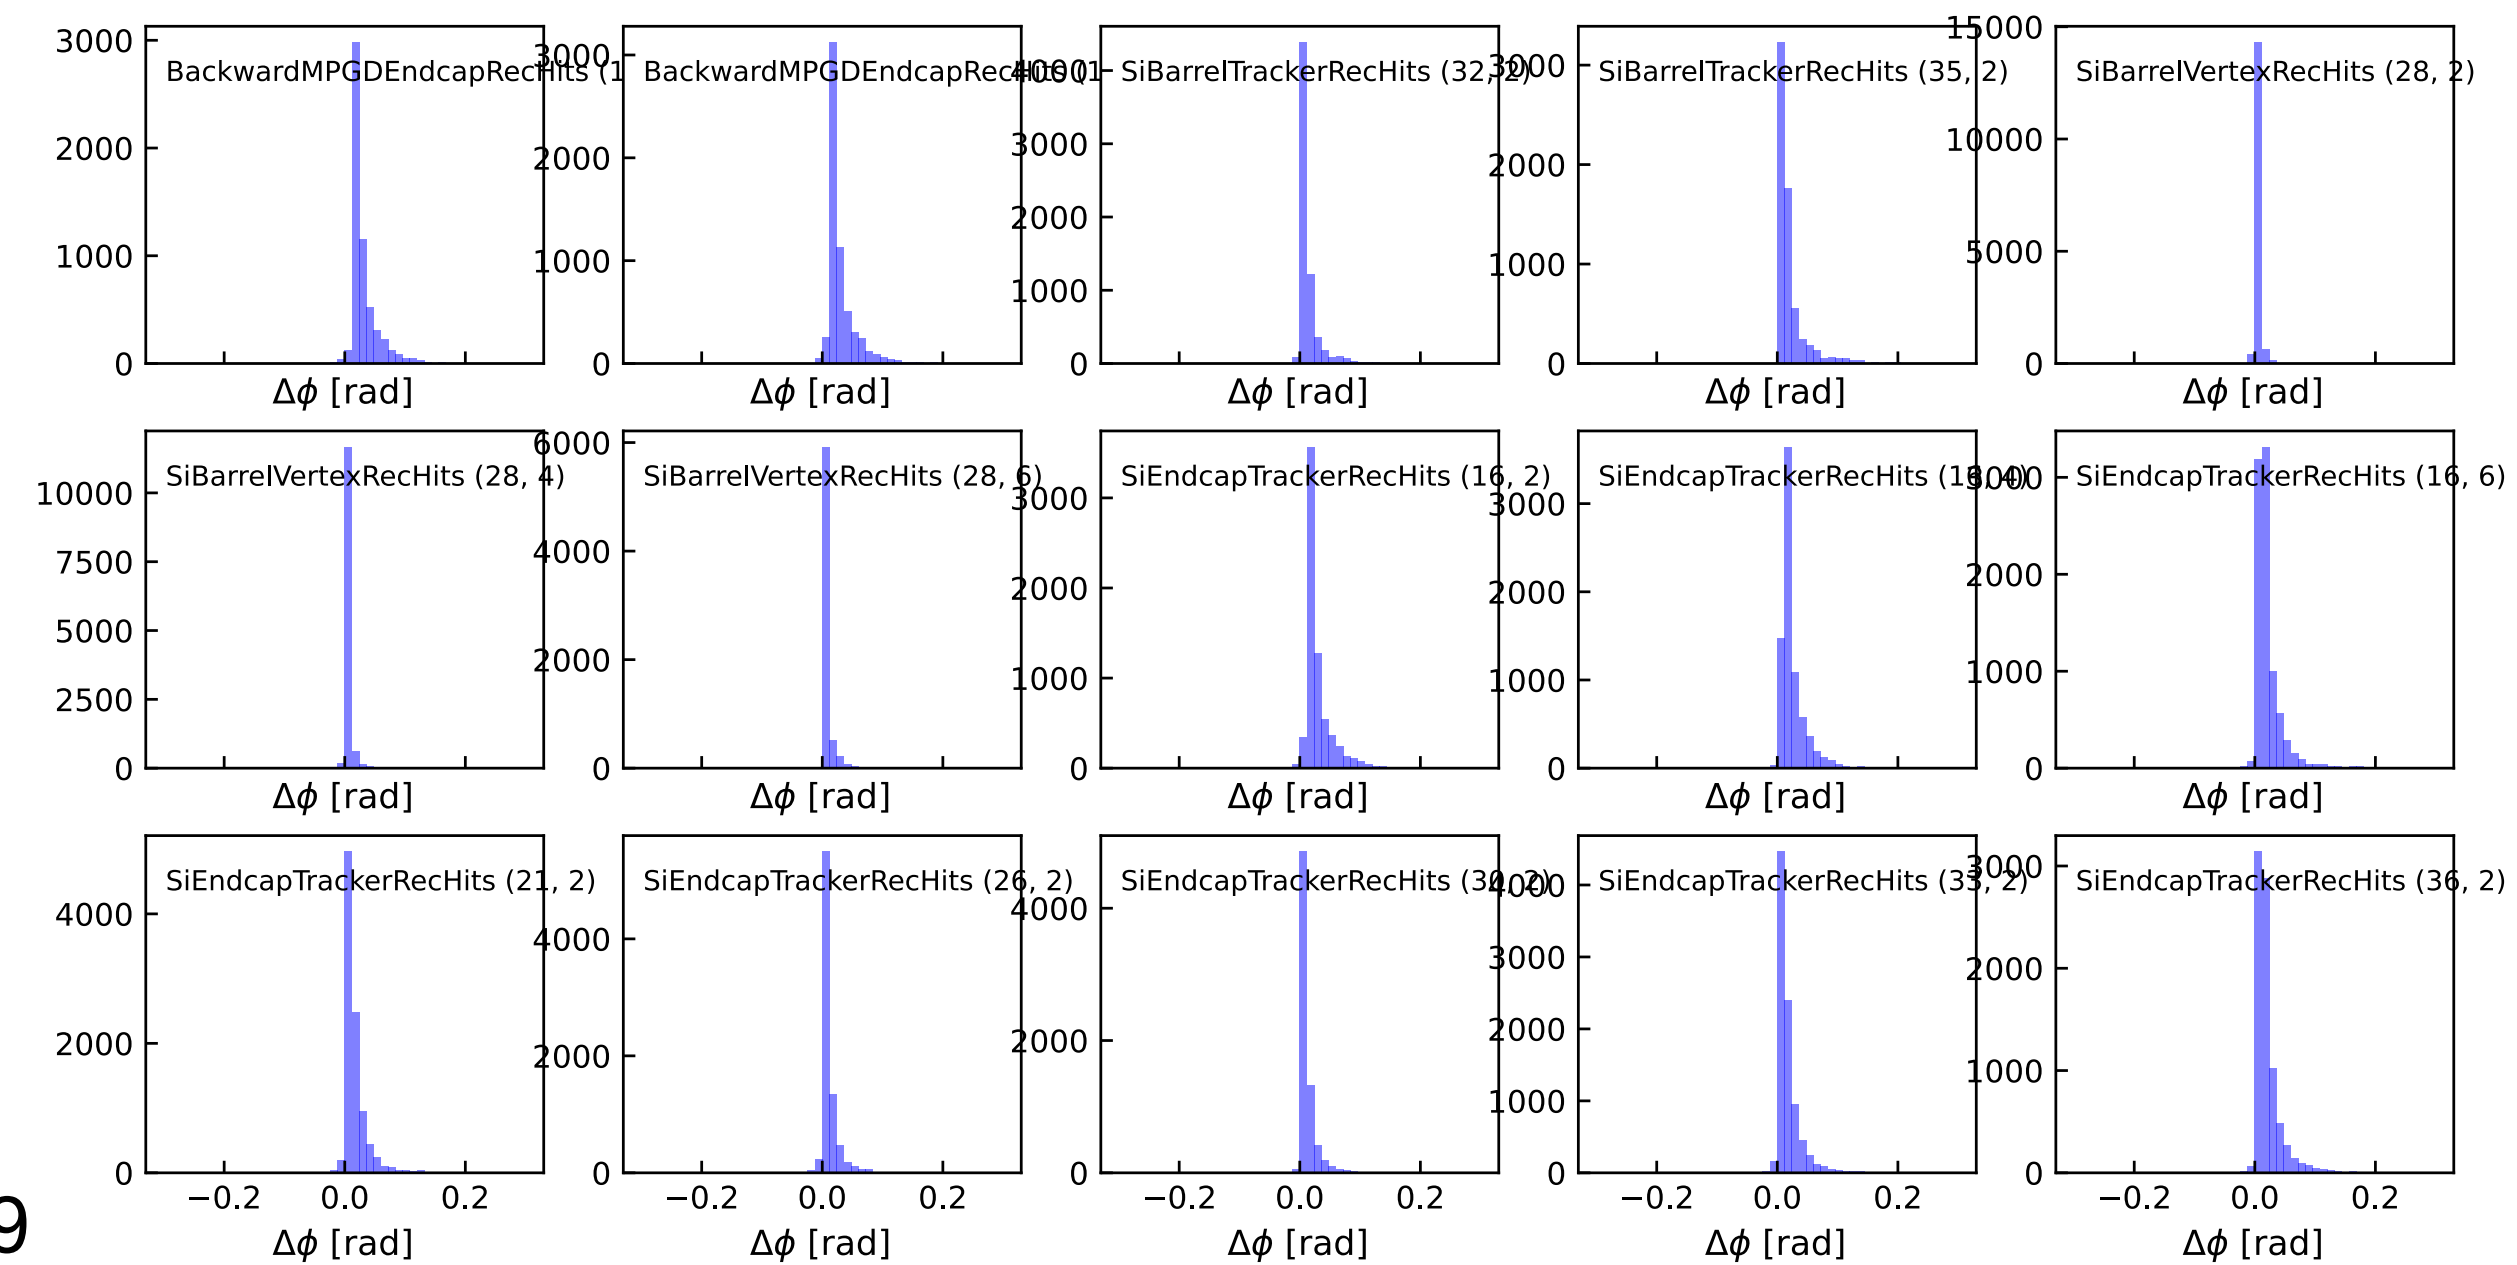 3000
2000
1000
0
BackwardMPGDEndcapRecHits (1
Δϕ [rad]
3000
2000
1000
0
BackwardMPGDEndcapRecHits (1
Δϕ [rad]
4000
3000
2000
1000
0
SiBarrelTrackerRecHits (32, 2)
Δϕ [rad]
3000
2000
1000
0
SiBarrelTrackerRecHits (35, 2)
Δϕ [rad]
15000
10000
5000
0
SiBarrelVertexRecHits (28, 2)
Δϕ [rad]
10000
7500
5000
2500
0
SiBarrelVertexRecHits (28, 4)
Δϕ [rad]
6000
4000
2000
0
SiBarrelVertexRecHits (28, 6)
Δϕ [rad]
3000
2000
1000
0
SiEndcapTrackerRecHits (16, 2)
Δϕ [rad]
3000
2000
1000
0
SiEndcapTrackerRecHits (16, 4)
Δϕ [rad]
3000
2000
1000
0
SiEndcapTrackerRecHits (16, 6)
Δϕ [rad]
4000
2000
0
SiEndcapTrackerRecHits (21, 2)
−0.2 0.0 0.2
Δϕ [rad]
4000
2000
0
SiEndcapTrackerRecHits (26, 2)
−0.2 0.0 0.2
Δϕ [rad]
4000
2000
0
SiEndcapTrackerRecHits (30, 2)
−0.2 0.0 0.2
Δϕ [rad]
4000
3000
2000
1000
0
SiEndcapTrackerRecHits (33, 2)
−0.2 0.0 0.2
Δϕ [rad]
3000
2000
1000
0
SiEndcapTrackerRecHits (36, 2)
−0.2 0.0 0.2
Δϕ [rad]
9